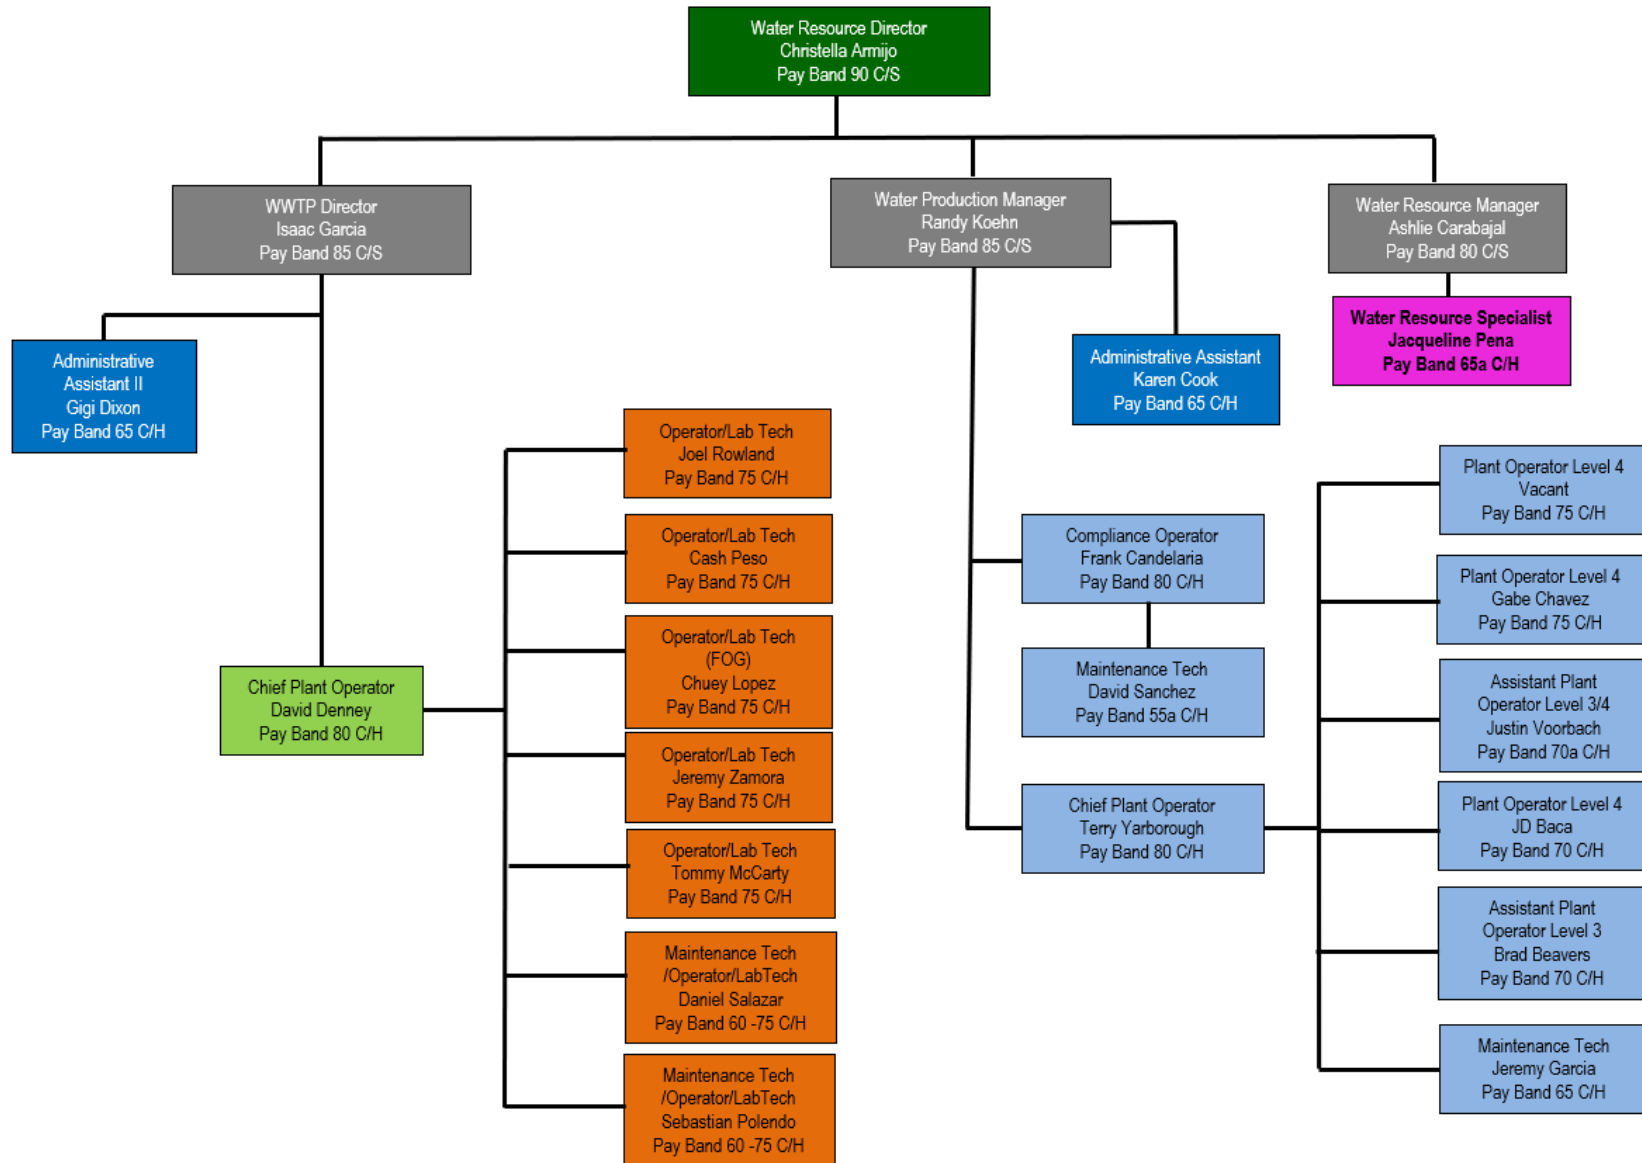 Water Resource Director
Christella Armijo
Pay Band 90 C/S
WWTP Director
Isaac Garcia
Pay Band 85 C/S
Water Production Manager
Randy Koehn
Pay Band 85 C/S
Water Resource Manager
Ashlie Carabajal
Pay Band 80 C/S
Water Resource Specialist
Jacqueline Pena
Pay Band 65a C/H
Administrative
Assistant II
Gigi Dixon
Pay Band 65 C/H
Administrative Assistant
Karen Cook
Pay Band 65 C/H
Chief Plant Operator
David Denney
Pay Band 80 C/H
Operator/Lab Tech
Joel Rowland
Pay Band 75 C/H
Operator/Lab Tech
Cash Peso
Pay Band 75 C/H
Operator/Lab Tech
(FOG)
Chuey Lopez
Pay Band 75 C/H
Operator/Lab Tech
Jeremy Zamora
Pay Band 75 C/H
Operator/Lab Tech
Tommy McCarty
Pay Band 75 C/H
Maintenance Tech
/Operator/LabTech
Daniel Salazar
Pay Band 60 -75 C/H
Maintenance Tech
/Operator/LabTech
Sebastian Polendo
Pay Band 60 -75 C/H
Compliance Operator
Frank Candelaria
Pay Band 80 C/H
Maintenance Tech
David Sanchez
Pay Band 55a C/H
Chief Plant Operator
Terry Yarborough
Pay Band 80 C/H
Plant Operator Level 4
Vacant
Pay Band 75 C/H
Plant Operator Level 4
Gabe Chavez
Pay Band 75 C/H
Assistant Plant
Operator Level 3/4
Justin Voorbach
Pay Band 70a C/H
Plant Operator Level 4
JD Baca
Pay Band 70 C/H
Assistant Plant
Operator Level 3
Brad Beavers
Pay Band 70 C/H
Maintenance Tech
Jeremy Garcia
Pay Band 65 C/H